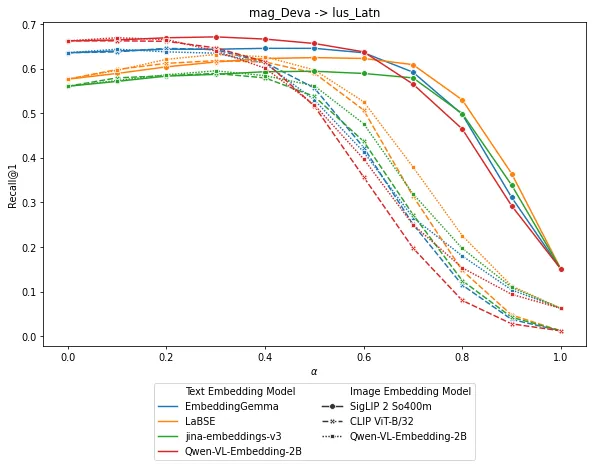 mag_Deva -> lus_Latn
Recall@1
0.7
0.6
0.5
0.4
0.3
0.2
0.1
0.0
0.0 0.2 0.4 0.6 0.8 1.0
α
Text Embedding Model
EmbeddingGemma
LaBSE
jina-embeddings-v3
Qwen-VL-Embedding-2B
Image Embedding Model
SigLIP 2 So400m
CLIP ViT-B/32
Qwen-VL-Embedding-2B